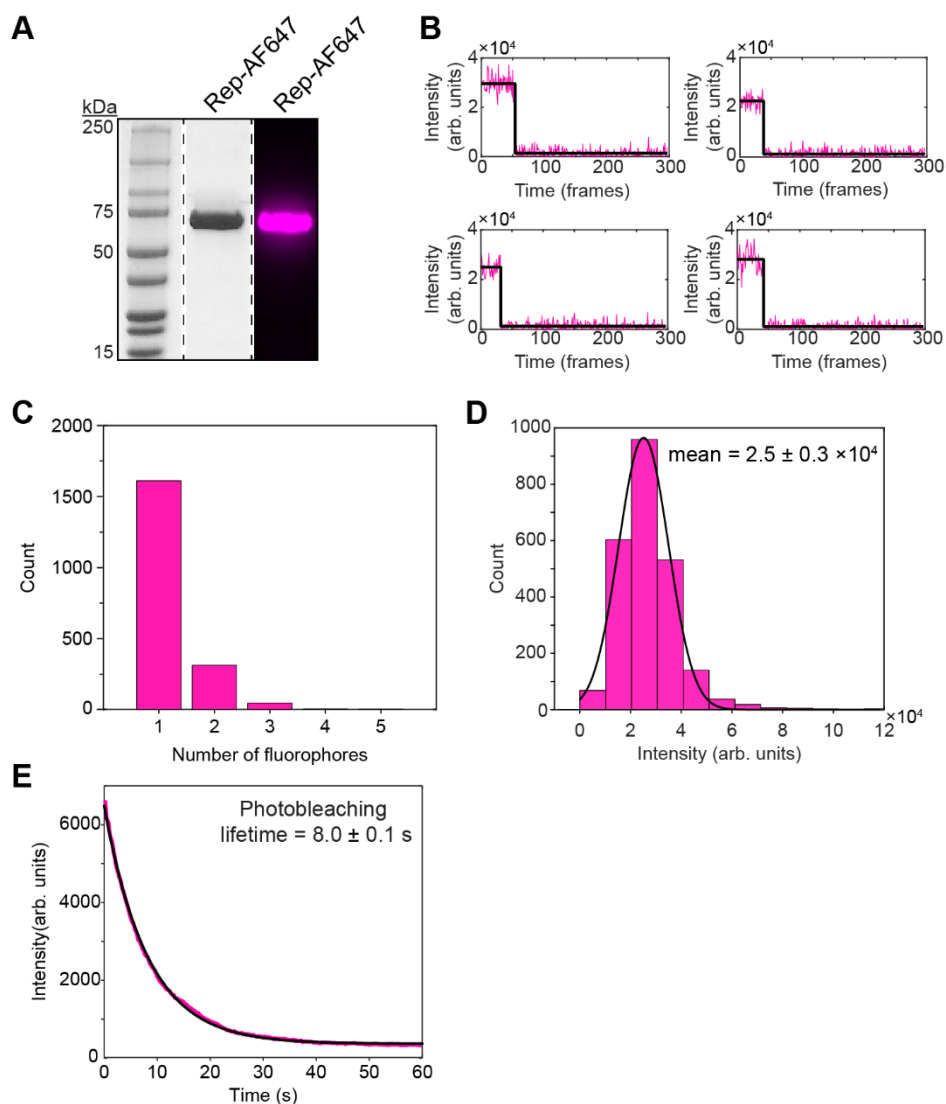 A
Rep-AF647
Rep-AF647
kDa
250
75
50
15
B
×10⁴
4
2
0
Intensity
(arb. units)
0 100 200 300
Time (frames)
×10⁴
4
2
0
Intensity
(arb. units)
0 100 200 300
Time (frames)
4
2
0
Intensity
(arb. units)
0 100 200 300
Time (frames)
4
2
0
Intensity
(arb. units)
0 100 200 300
Time (frames)
C
2000
1500
1000
500
0
Count
1 2 3 4 5
Number of fluorophores
D
mean = 2.5 ± 0.3 ×10⁴
1000
800
600
400
200
0
Count
0 2 4 6 8 10 12
×10⁴
Intensity (arb. units)
E
Photobleaching
lifetime = 8.0 ± 0.1 s
6000
4000
2000
0
Intensity(arb. units)
0 10 20 30 40 50 60
Time (s)